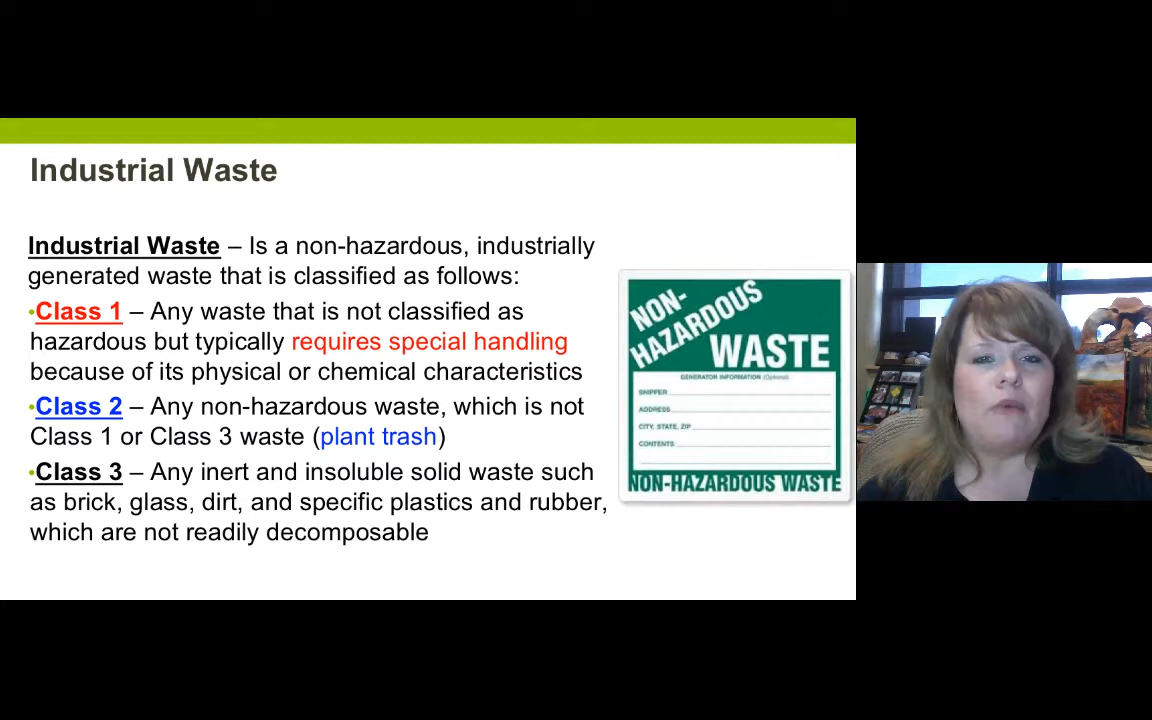 Industrial Waste
Industrial Waste – Is a non-hazardous, industrially
generated waste that is classified as follows:
•Class 1 – Any waste that is not classified as
hazardous but typically requires special handling
because of its physical or chemical characteristics
•Class 2 – Any non-hazardous waste, which is not
Class 1 or Class 3 waste (plant trash)
•Class 3 – Any inert and insoluble solid waste such
as brick, glass, dirt, and specific plastics and rubber,
which are not readily decomposable
NON-
HAZARDOUS
WASTE
GENERATOR INFORMATION (Optional)
SHIPPER
ADDRESS
CITY, STATE, ZIP
CONTENTS
NON-HAZARDOUS WASTE